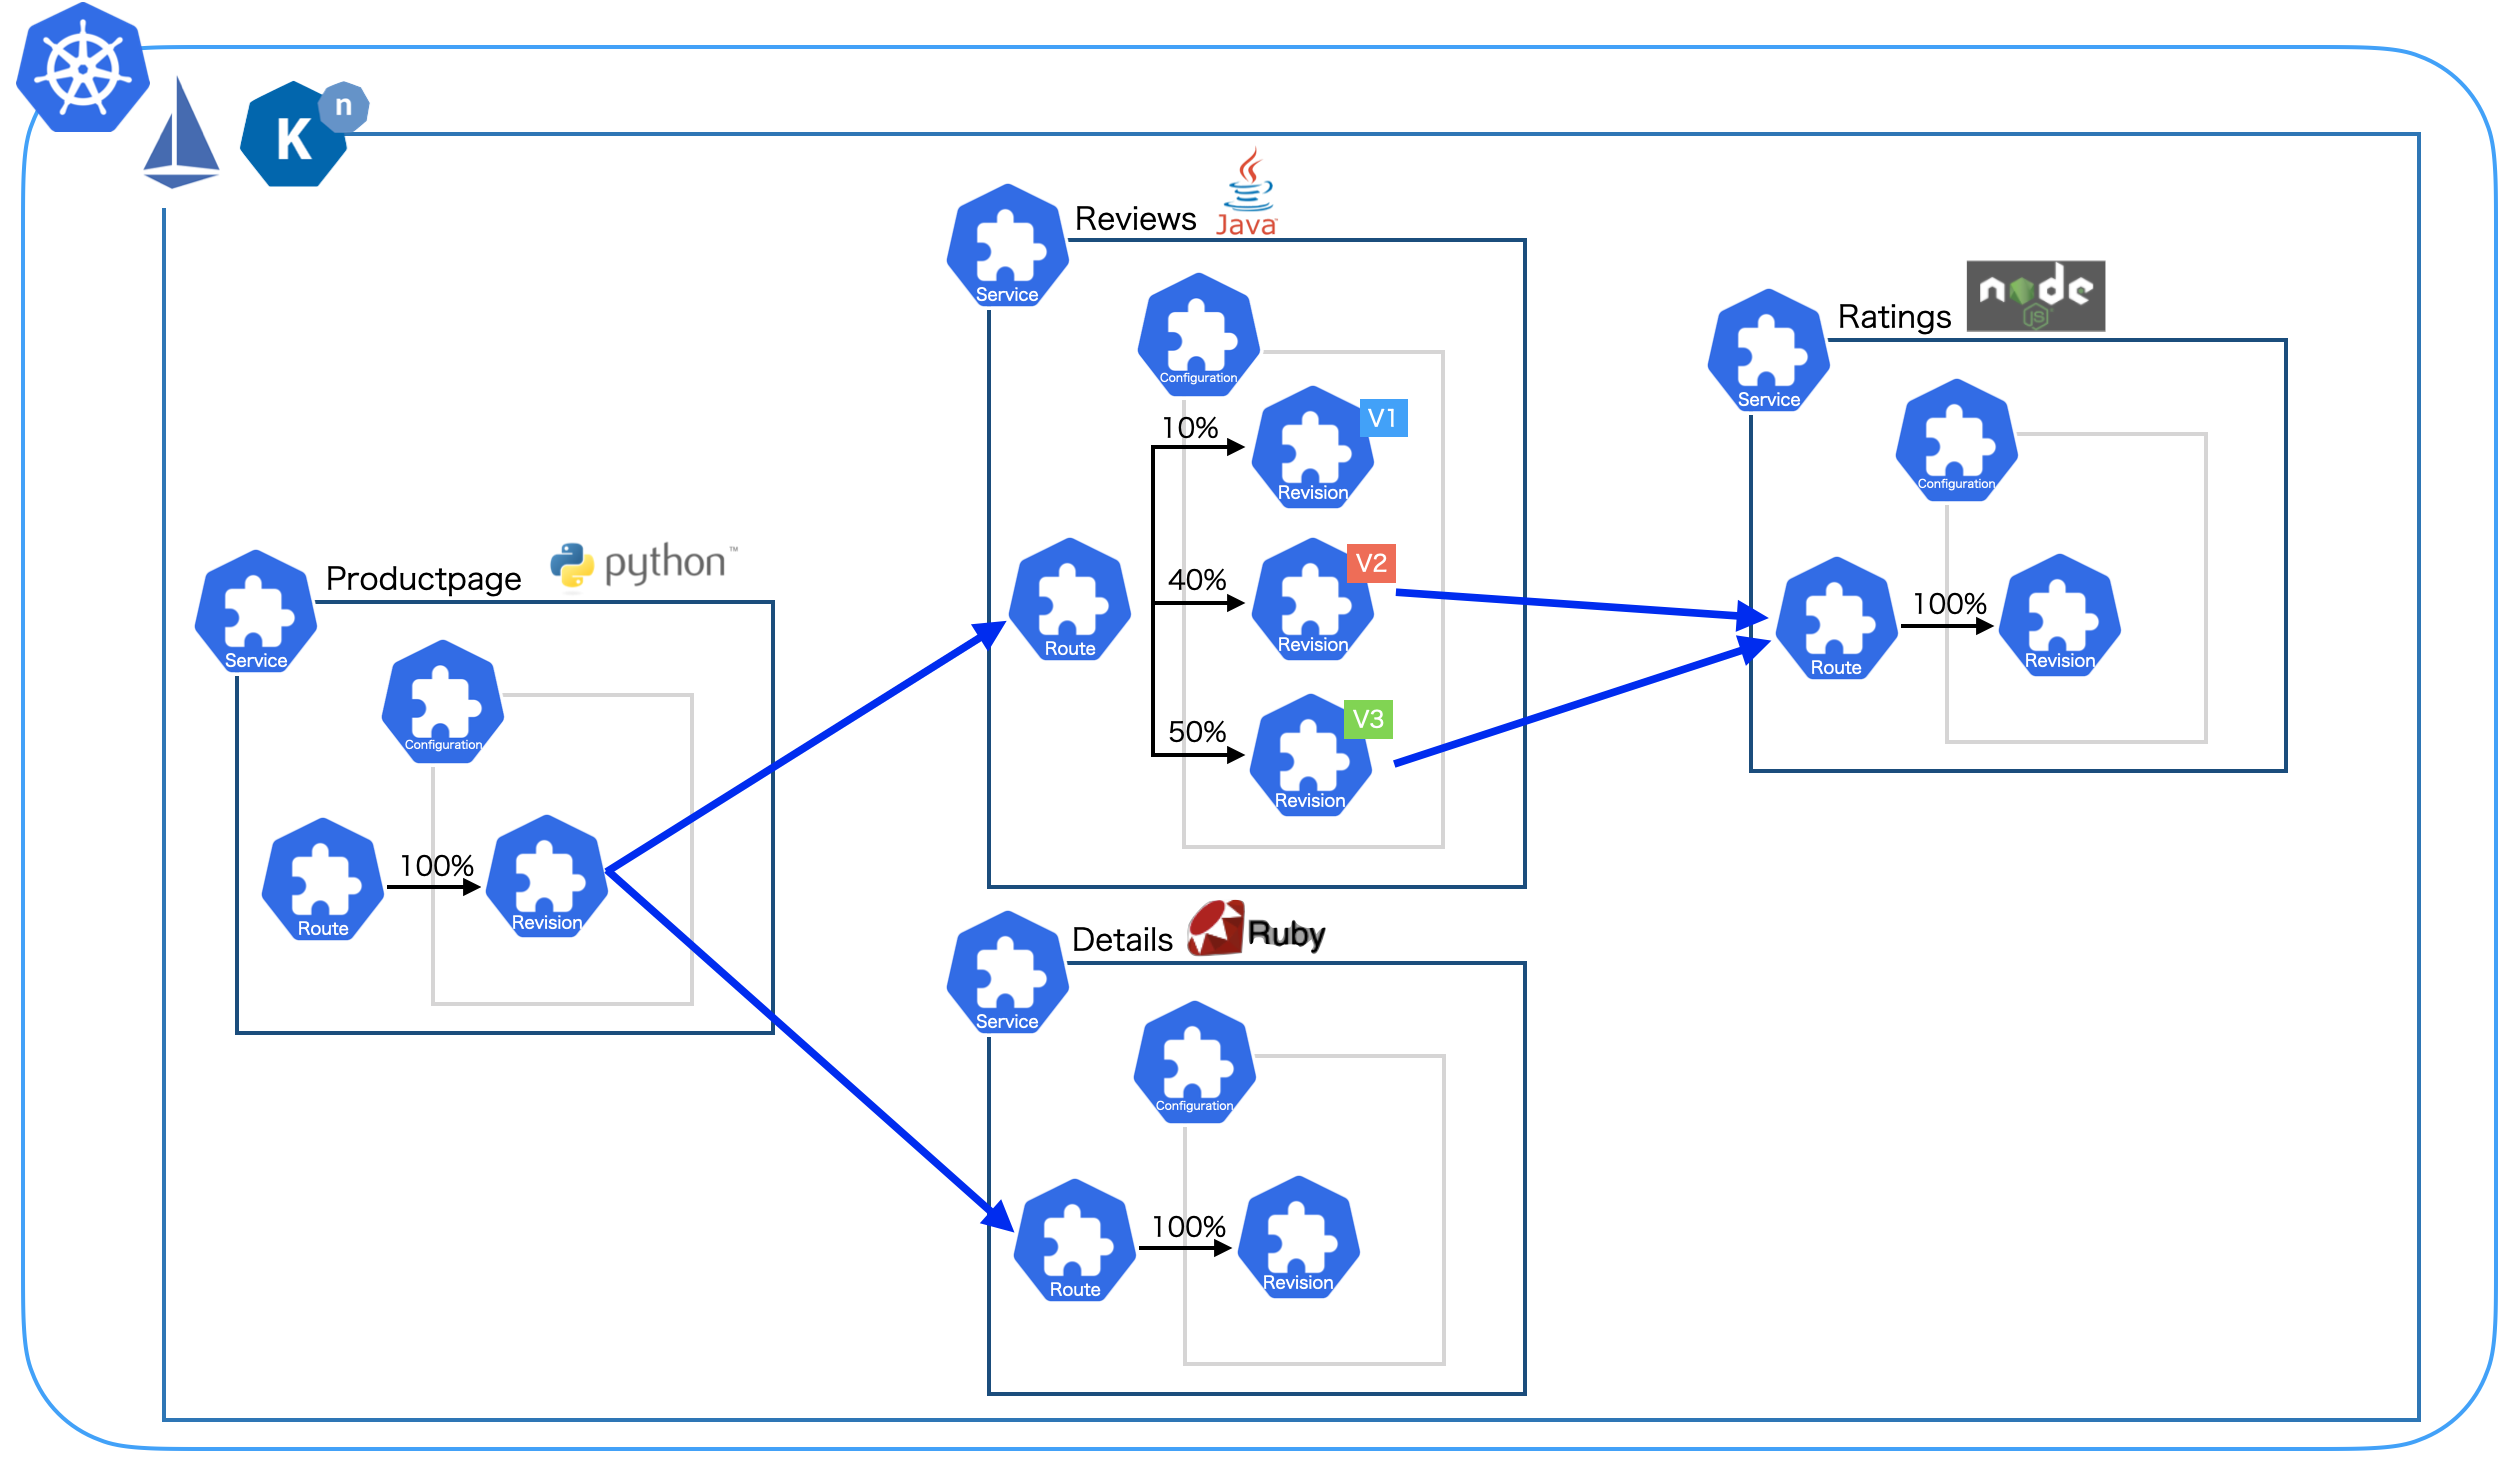 K
n
Reviews
Java
Service
Configuration
10%
V1
Revision
40%
V2
Revision
Route
50%
V3
Revision
Ratings
node
JS
Service
Configuration
Route
100%
Revision
Productpage
python™
Service
Configuration
Route
100%
Revision
Details
Ruby
Service
Configuration
Route
100%
Revision